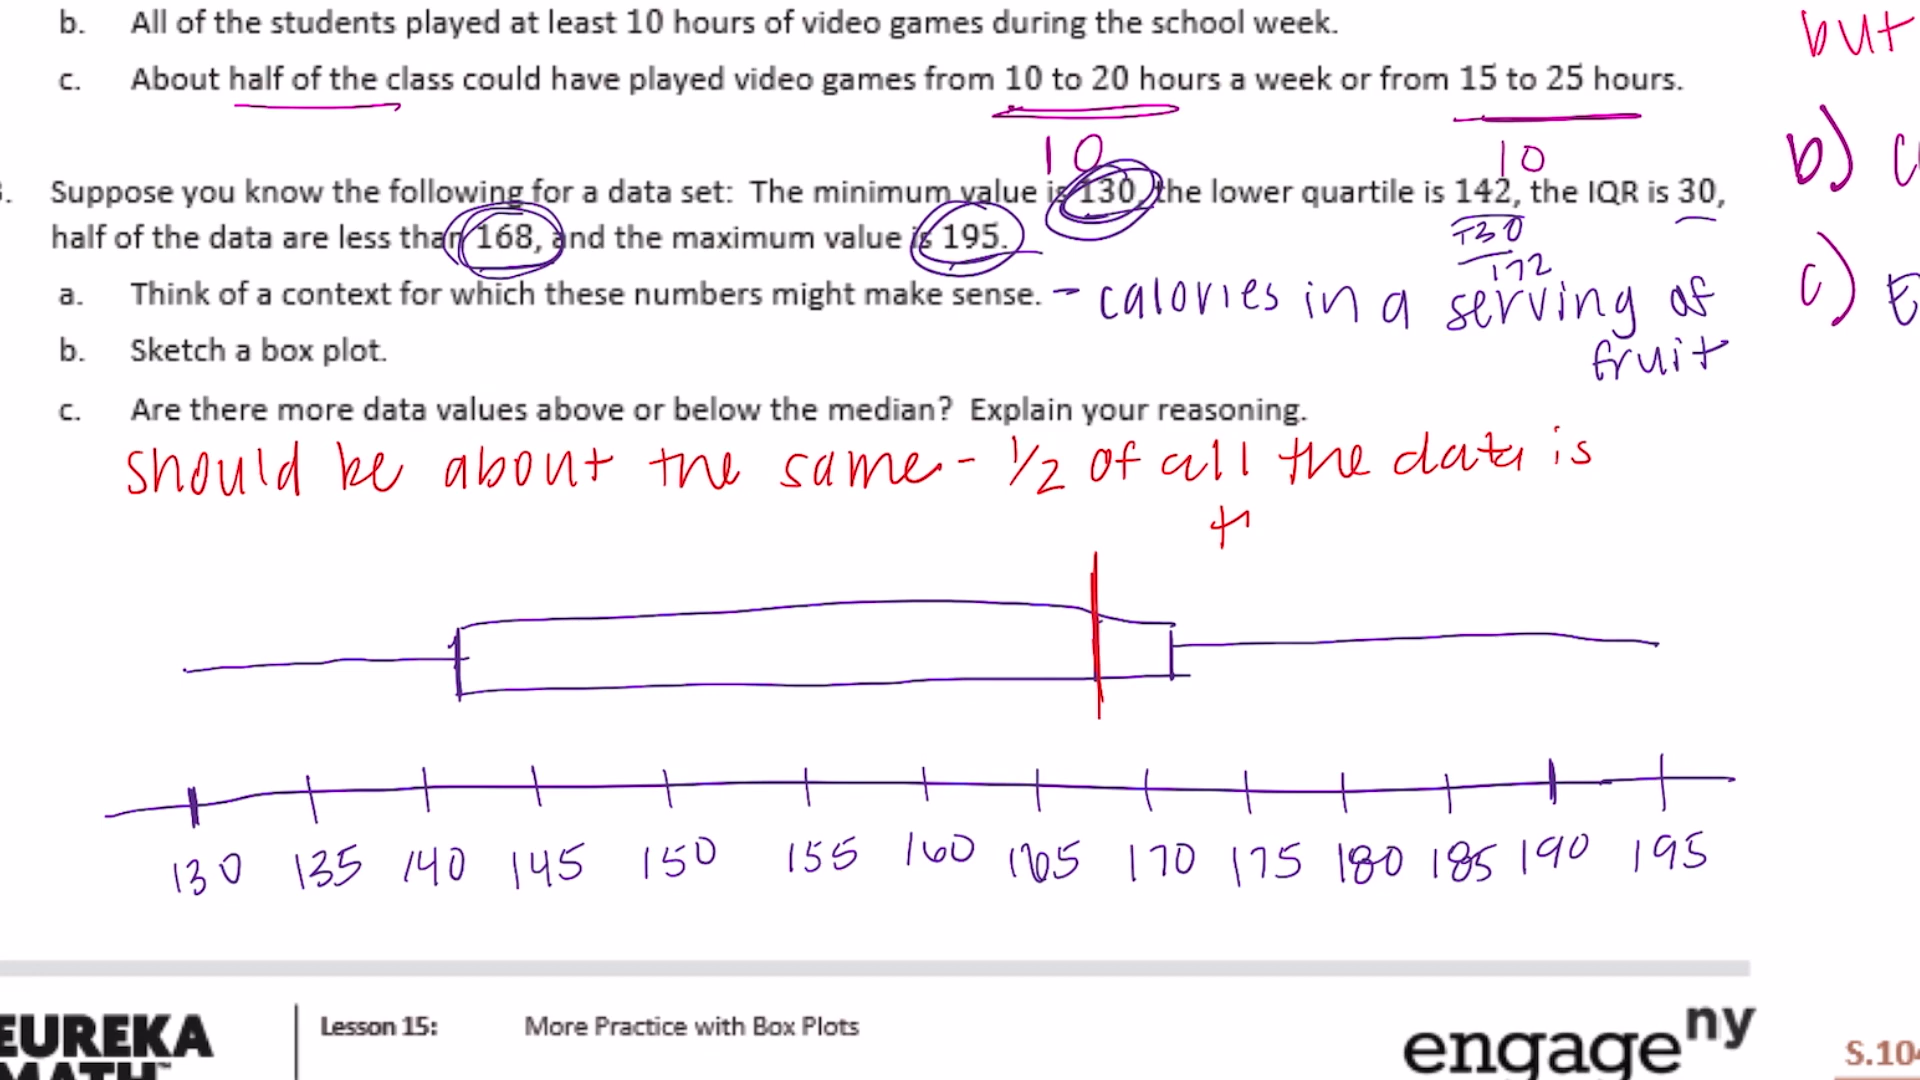 b. All of the students played at least 10 hours of video games during the school week.
but
c. About half of the class could have played video games from 10 to 20 hours a week or from 15 to 25 hours.
10 10
b)
. Suppose you know the following for a data set: The minimum value is 130, the lower quartile is 142, the IQR is 30,
half of the data are less than 168, and the maximum value is 195.
+30
172
a. Think of a context for which these numbers might make sense. - calories in a serving of
fruit
c) E
b. Sketch a box plot.
c. Are there more data values above or below the median? Explain your reasoning.
should be about the same - 1/2 of all the data is
130 135 140 145 150 155 160 165 170 175 180 185 190 195
EUREKA
MATH™
Lesson 15: More Practice with Box Plots
engage ny
S.104